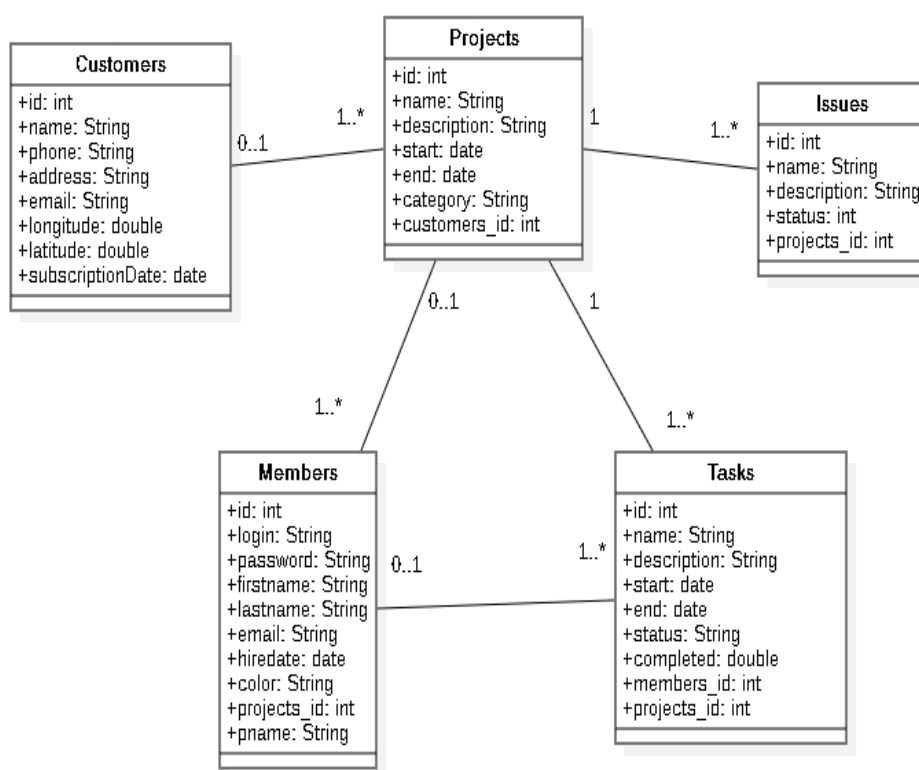 Customers
+id: int
+name: String
+phone: String
+address: String
+email: String
+longitude: double
+latitude: double
+subscriptionDate: date
0..1
1..*
Projects
+id: int
+name: String
+description: String
+start: date
+end: date
+category: String
+customers_id: int
1
1..*
Issues
+id: int
+name: String
+description: String
+status: int
+projects_id: int
0..1
1
1..*
1..*
Members
+id: int
+login: String
+password: String
+firstname: String
+lastname: String
+email: String
+hiredate: date
+color: String
+projects_id: int
+pname: String
0..1
1..*
Tasks
+id: int
+name: String
+description: String
+start: date
+end: date
+status: String
+completed: double
+members_id: int
+projects_id: int